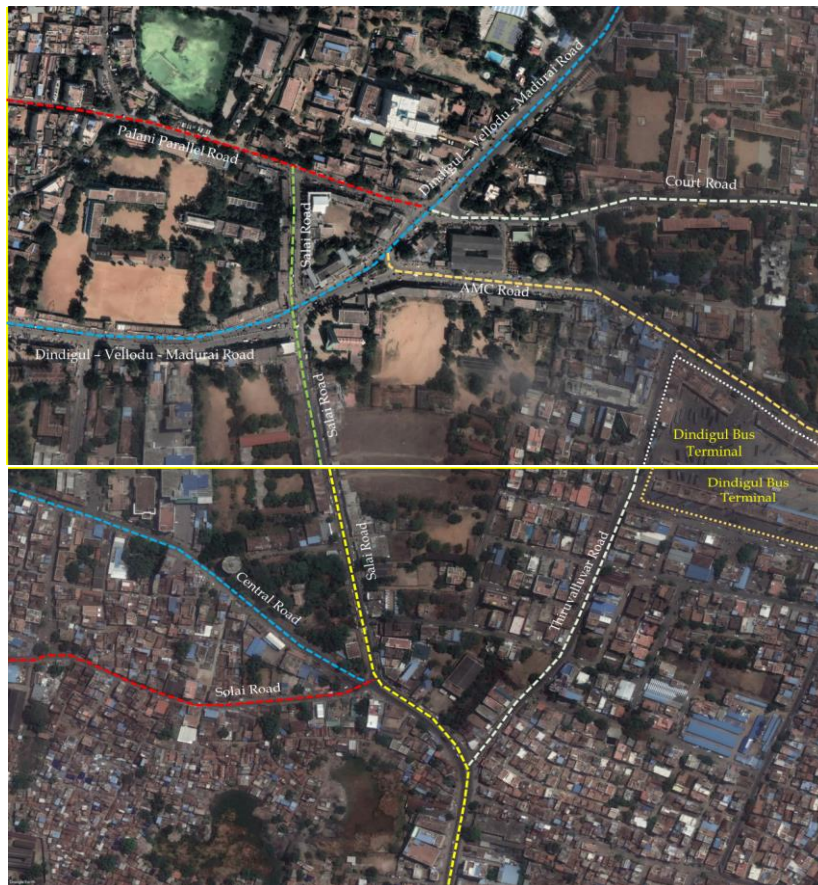 Palani Parallel Road
Dindigul – Vellodu - Madurai Road
Court Road
Salai Road
AMC Road
Dindigul – Vellodu - Madurai Road
Salai Road
Dindigul Bus
Terminal
Dindigul Bus
Terminal
Salai Road
Central Road
Thiruvalluvar Road
Solai Road